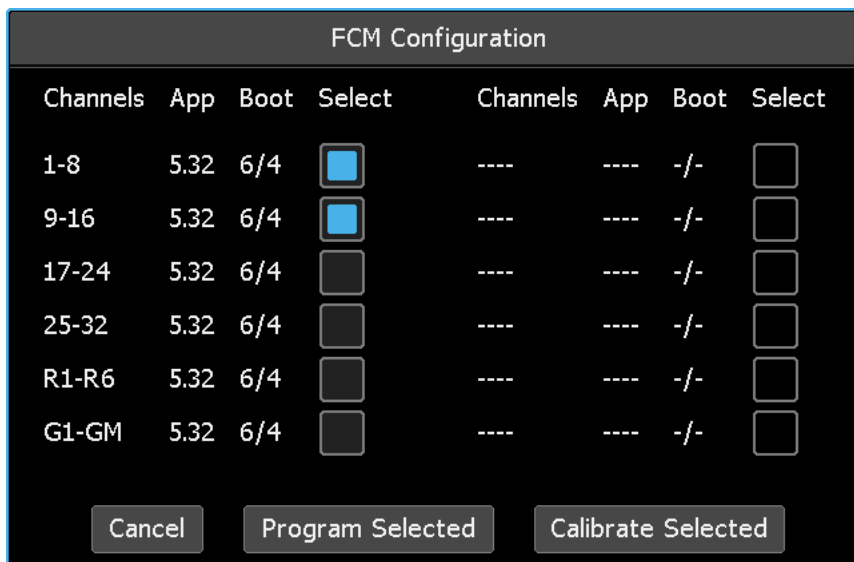 FCM Configuration
Channels App Boot Select Channels App Boot Select
1-8 5.32 6/4 ---- ---- -/-
9-16 5.32 6/4 ---- ---- -/-
17-24 5.32 6/4 ---- ---- -/-
25-32 5.32 6/4 ---- ---- -/-
R1-R6 5.32 6/4 ---- ---- -/-
G1-GM 5.32 6/4 ---- ---- -/-
Cancel Program Selected Calibrate Selected